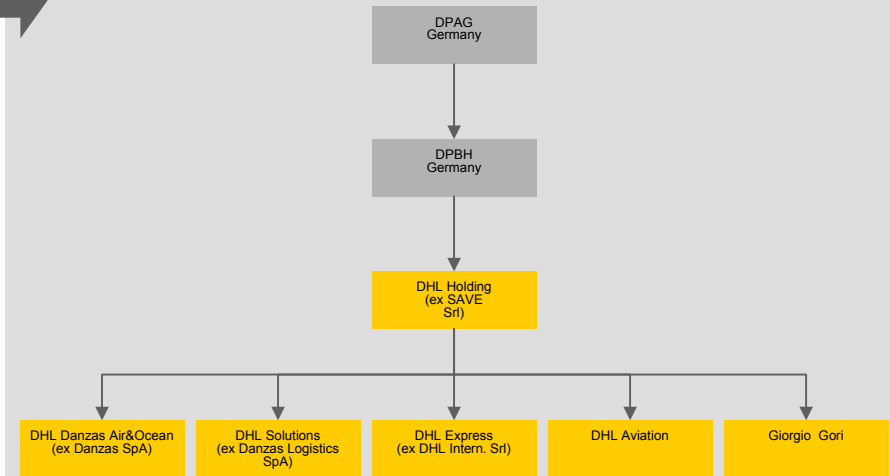 DPAG
Germany
DPBH
Germany
DHL Holding
(ex SAVE
Srl)
DHL Danzas Air&Ocean
(ex Danzas SpA)
DHL Solutions
(ex Danzas Logistics
SpA)
DHL Express
(ex DHL Intern. Srl)
DHL Aviation
Giorgio Gori